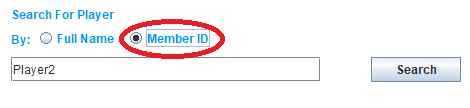 Search For Player
By: Full Name Member ID
Player2 Search